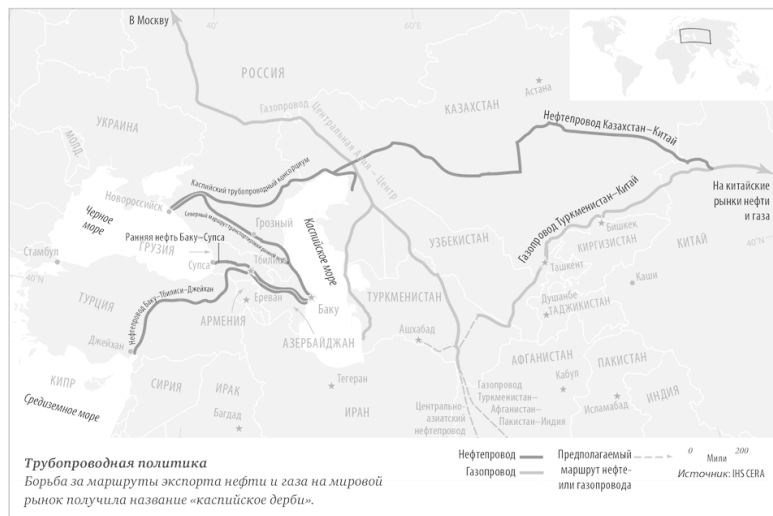 В Москву
40°
60°E
РОССИЯ
Астана
КАЗАХСТАН
Газопровод Центральная Азия – Центр
УКРАИНА
МОЛД.
Нефтепровод Казахстан–Китай
Каспийский трубопроводный консорциум
Новороссийск
На китайские
рынки нефти
и газа
Черное
море
Северный маршрут транспортировки
Грозный
Каспийское море
Газопровод Туркменистан–Китай
Бишкек
Ранняя нефть Баку–Супса
ГРУЗИЯ
УЗБЕКИСТАН
КИРГИЗСТАН
КИТАЙ
Стамбул
Супса
Тбилиси
Ташкент
Каши
40°N
40°N
ТУРЦИЯ
Нефтепровод Баку–Тбилиси–Джейхан
Ереван
Баку
ТУРКМЕНИСТАН
Душанбе
ТАДЖИКИСТАН
АРМЕНИЯ
Ашхабад
Джейхан
АЗЕРБАЙДЖАН
АФГАНИСТАН
ПАКИСТАН
Кабул
КИПР
СИРИЯ
ИРАК
Тегеран
Газопровод
Туркменистан–
Афганистан–
Пакистан–Индия
ИНДИЯ
Исламабад
Средиземное море
Багдад
ИРАН
Центрально-
азиатский
нефтепровод
Трубопроводная политика
Борьба за маршруты экспорта нефти и газа на мировой
рынок получила название «каспийское дерби».
Нефтепровод
Газопровод
Предполагаемый
маршрут нефте-
или газопровода
0 200
Мили
Источник: IHS CERA